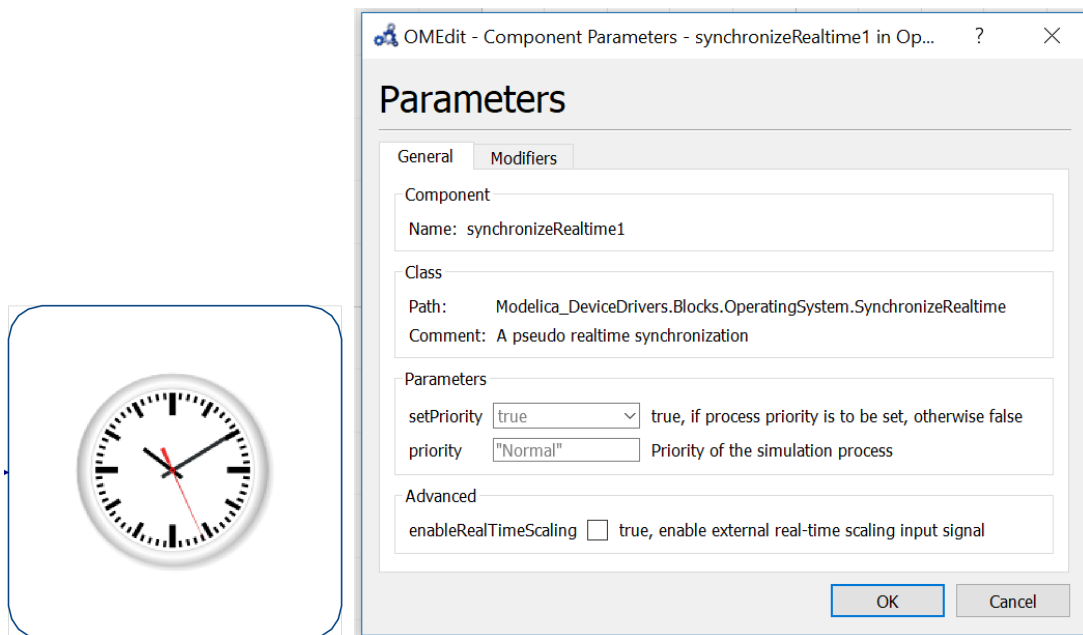 OMEdit - Component Parameters - synchronizeRealtime1 in Op... ?
Parameters
General Modifiers
Component
Name: synchronizeRealtime1
Class
Path: Modelica_DeviceDrivers.Blocks.OperatingSystem.SynchronizeRealtime
Comment: A pseudo realtime synchronization
Parameters
setPriority true true, if process priority is to be set, otherwise false
priority "Normal" Priority of the simulation process
Advanced
enableRealTimeScaling true, enable external real-time scaling input signal
OK Cancel